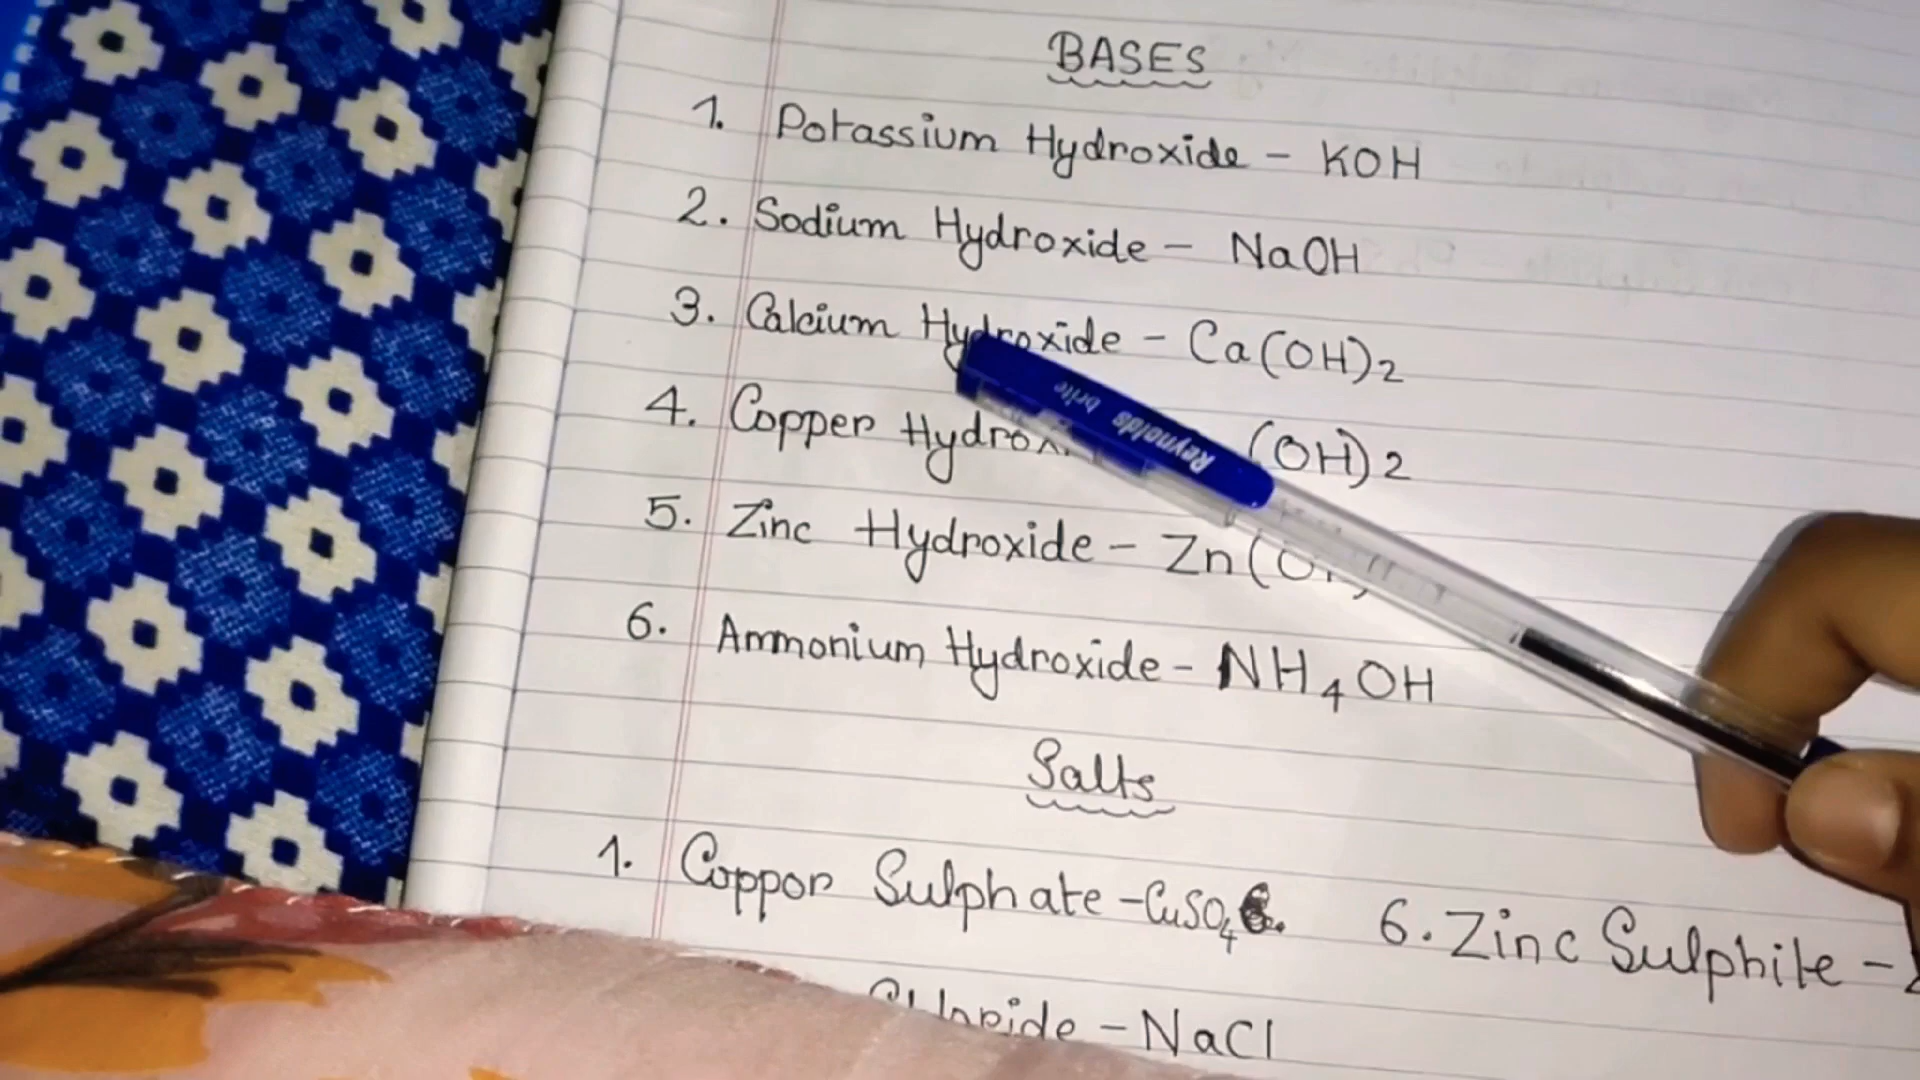 BASES
1. Potassium Hydroxide - KOH
2. Sodium Hydroxide - NaOH
3. Calcium Hydroxide - Ca(OH)2
4. Copper (OH)2
5. Zinc Hydroxide - Zn
6. Ammonium Hydroxide - NH4OH
Reynolds brite
Salts
1. Coppor Sulphate - CuSO4 6. Zinc Sulphite -
- NaCl